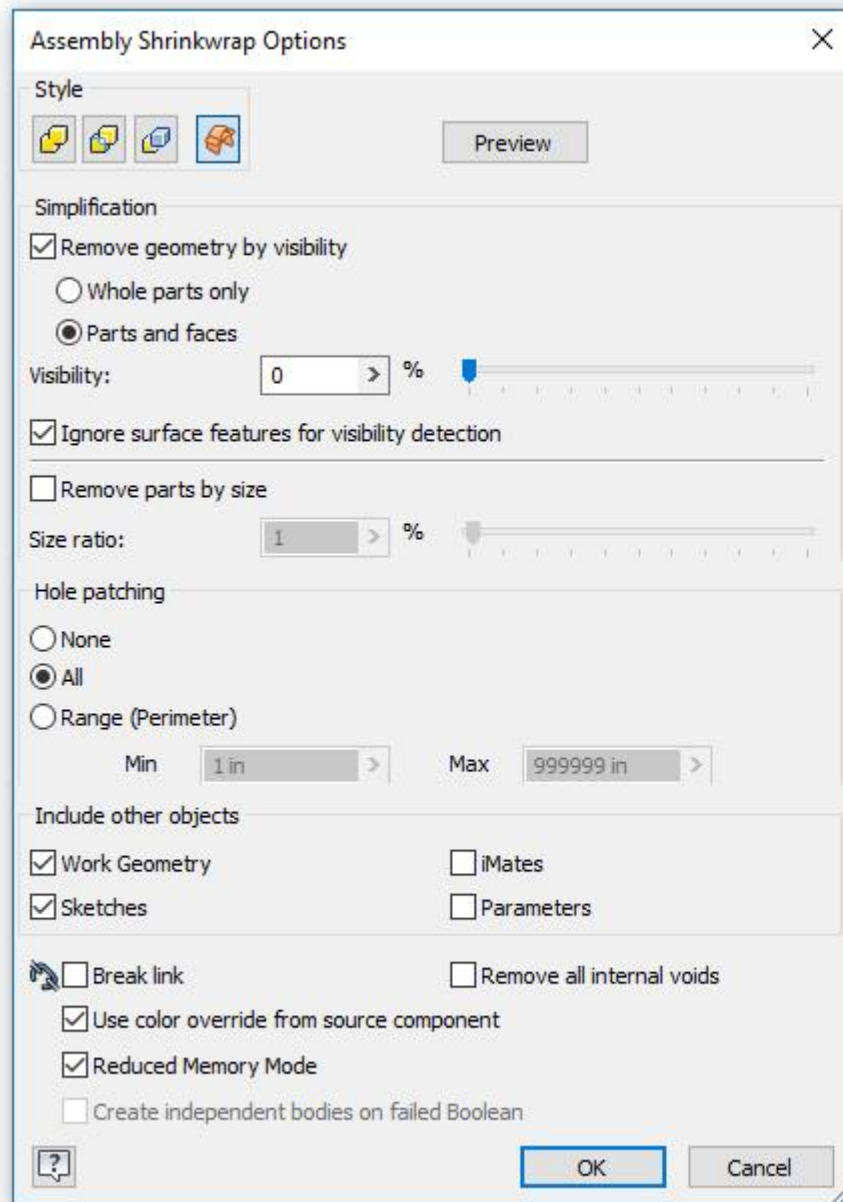 Assembly Shrinkwrap Options
Style
Preview
Simplification
Remove geometry by visibility
Whole parts only
Parts and faces
Visibility: 0 %
Ignore surface features for visibility detection
Remove parts by size
Size ratio: 1 %
Hole patching
None
All
Range (Perimeter)
Min 1 in Max 999999 in
Include other objects
Work Geometry iMates
Sketches Parameters
Break link Remove all internal voids
Use color override from source component
Reduced Memory Mode
Create independent bodies on failed Boolean
? OK Cancel